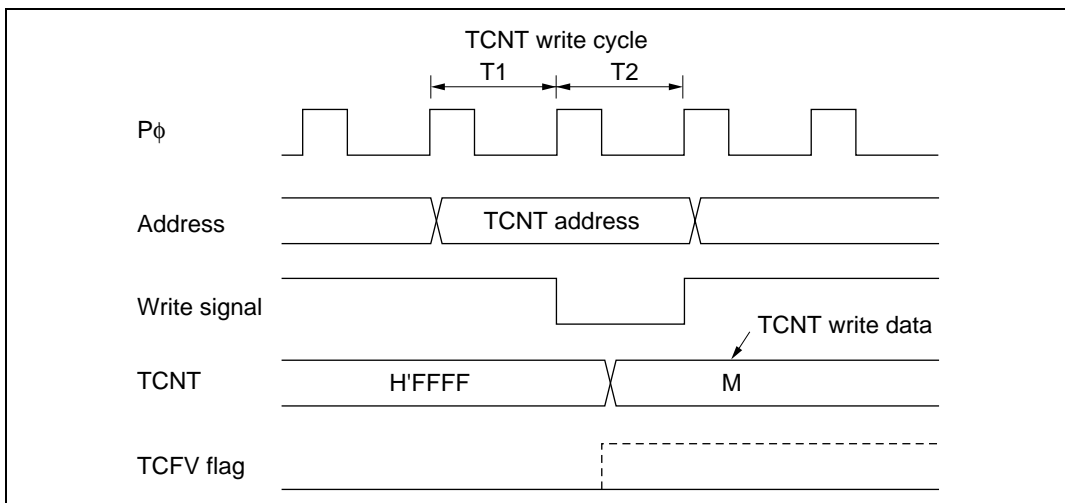 TCNT write cycle
T1 T2
Pφ
Address
TCNT address
Write signal
TCNT write data
TCNT
H'FFFF
M
TCFV flag